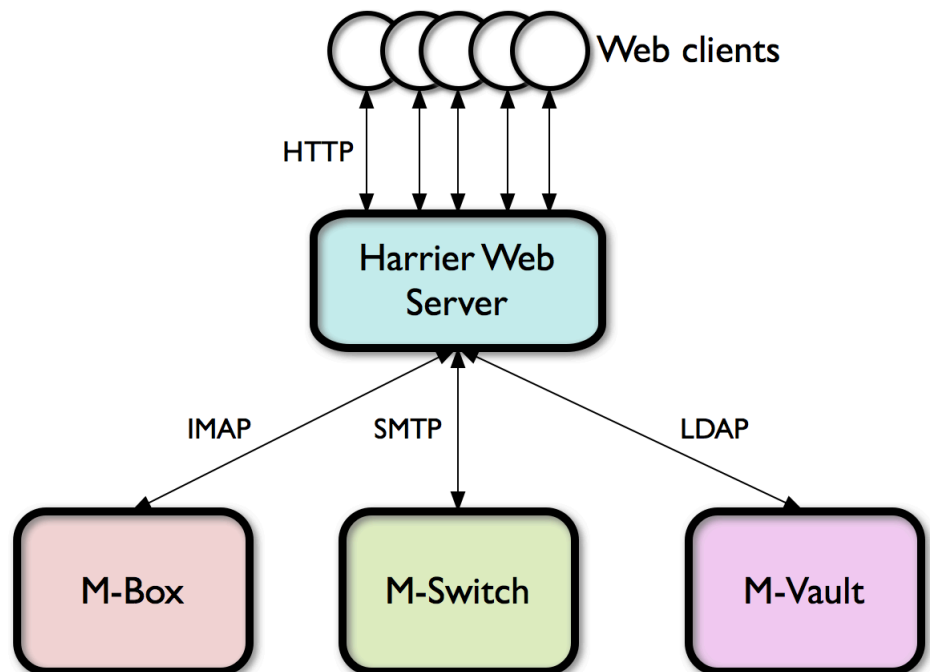 Web clients
HTTP
Harrier Web
Server
IMAP
SMTP
LDAP
M-Box
M-Switch
M-Vault